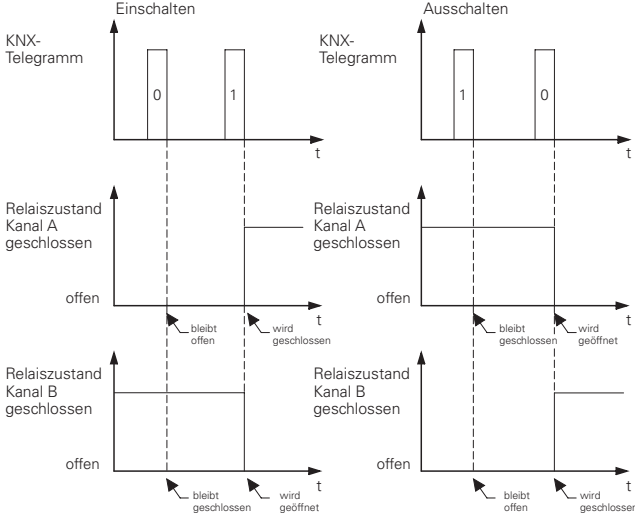 Einschalten
KNX-
Telegramm
0
1
t
Relaiszustand
Kanal A
geschlossen
offen
t
bleibt
offen
wird
geschlossen
Relaiszustand
Kanal B
geschlossen
offen
t
bleibt
geschlossen
wird
geöffnet
Ausschalten
KNX-
Telegramm
1
0
t
Relaiszustand
Kanal A
geschlossen
offen
t
bleibt
geschlossen
wird
geöffnet
Relaiszustand
Kanal B
geschlossen
offen
t
bleibt
offen
wird
geschlossen